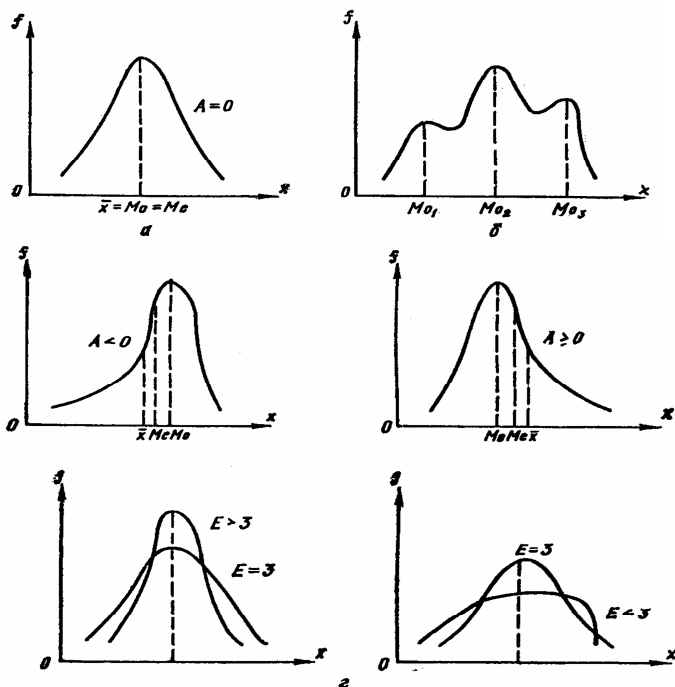 f
A=0
0
x
x̄=Mo=Me
а
f
0
x
Mo₁ Mo₂ Mo₃
б
f
A<0
0
x
x̄ Me Mo
f
A≥0
0
x
Mo Me x̄
f
E>3
E=3
0
x
f
E=3
E<3
0
x
г